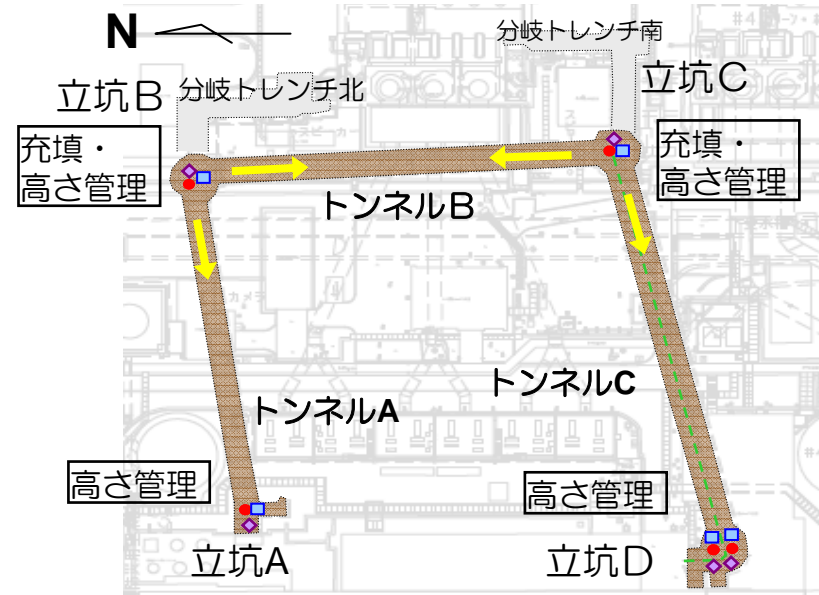 N
分岐トレンチ南
立坑B
分岐トレンチ北
立坑C
充填・
高さ管理
充填・
高さ管理
トンネルB
カメラ
トンネルC
トンネルA
高さ管理
高さ管理
立坑A
立坑D